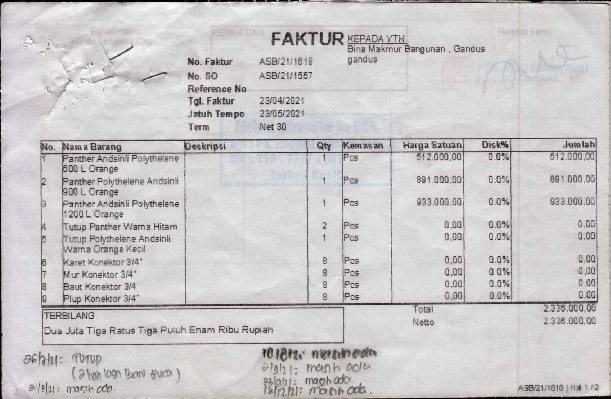 FAKTUR
KEPADA YTH
Bina Makmur Bangunan , Gandus
gandus
No. Faktur ASB/21/1618
No. SO ASB/21/1557
Reference No
Tgl. Faktur 23/04/2021
Jatuh Tempo 23/05/2021
Term Net 30
No. Nama Barang Deskripsi Qty Kemasan Harga Satuan Disk% Jumlah
1 Panther Andsinli Polythelene 1 Pcs 512.000,00 0.0% 512.000,00
600 L Orange
2 Panther Polythelene Andsinli 1 Pcs 891.000,00 0.0% 891.000,00
900 L Orange
3 Panther Andsinli Polythelene 1 Pcs 933.000,00 0.0% 933.000,00
1200 L Orange
4 Tutup Panther Warna Hitam 2 Pcs 0,00 0.0% 0.00
5 Tutup Polythelene Andsinli 1 Pcs 0,00 0.0% 0.00
Warna Orange Kecil
6 Karet Konektor 3/4" 8 Pcs 0,00 0.0% 0.00
7 Mur Konektor 3/4" 8 Pcs 0,00 0.0% 0.00
8 Baut Konektor 3/4 8 Pcs 0,00 0.0% 0.00
9 Plup Konektor 3/4" 8 Pcs 0,00 0.0% 0.00
Total 2.336.000,00
Netto 2.336.000,00
TERBILANG
Dua Juta Tiga Ratus Tiga Puluh Enam Ribu Rupiah
TUTUP
masih ada.
masih ada
masih ada.
masih ada.
ASB/21/1618 | Hal 1 / 2